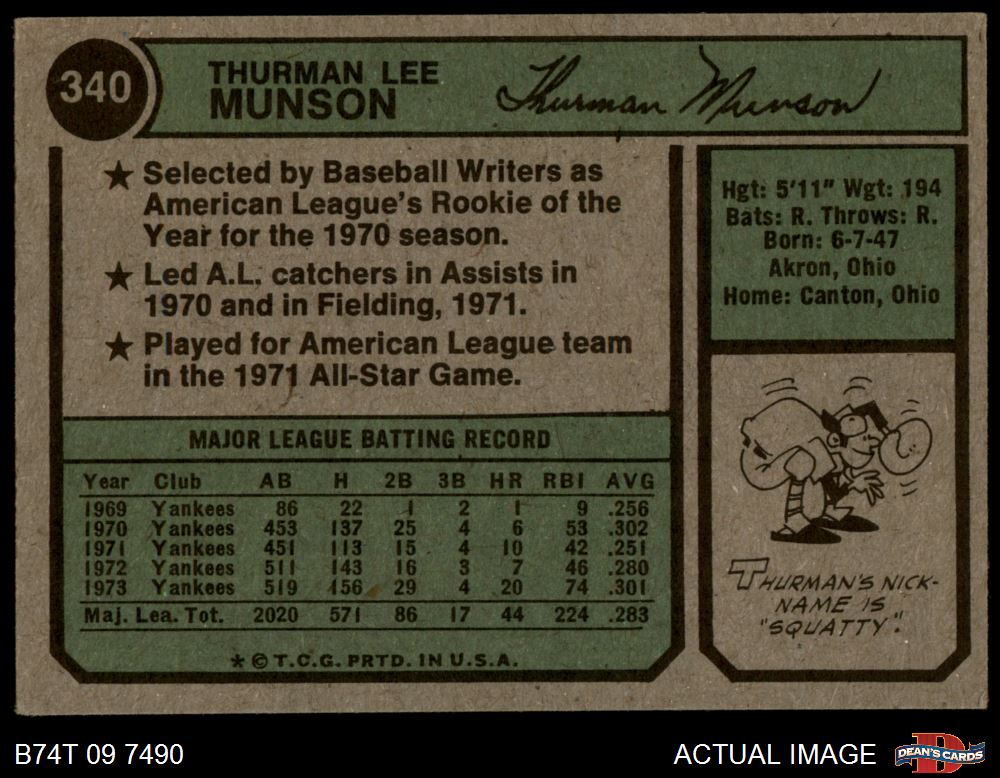 340
THURMAN LEE
MUNSON
Thurman Munson
★ Selected by Baseball Writers as
American League's Rookie of the
Year for the 1970 season.
★ Led A.L. catchers in Assists in
1970 and in Fielding, 1971.
★ Played for American League team
in the 1971 All-Star Game.
Hgt: 5'11" Wgt: 194
Bats: R. Throws: R.
Born: 6-7-47
Akron, Ohio
Home: Canton, Ohio
MAJOR LEAGUE BATTING RECORD
Year Club AB H 2B 3B HR RBI AVG
1969 Yankees 86 22 1 2 1 9 .256
1970 Yankees 453 137 25 4 6 53 .302
1971 Yankees 451 113 15 4 10 42 .251
1972 Yankees 511 143 16 3 7 46 .280
1973 Yankees 519 156 29 4 20 74 .301
Maj. Lea. Tot. 2020 571 86 17 44 224 .283
* © T.C.G. PRTD. IN U.S.A.
THURMAN'S NICK-
NAME IS
"SQUATTY".
B74T 09 7490
ACTUAL IMAGE
DEAN'S CARDS